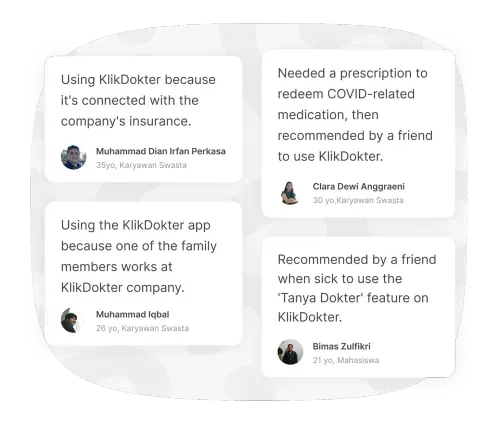 Using KlikDokter because
it's connected with the
company's insurance.
Muhammad Dian Irfan Perkasa
35yo, Karyawan Swasta
Using the KlikDokter app
because one of the family
members works at
KlikDokter company.
Muhammad Iqbal
26 yo, Karyawan Swasta
Needed a prescription to
redeem COVID-related
medication, then
recommended by a friend
to use KlikDokter.
Clara Dewi Anggraeni
30 yo,Karyawan Swasta
Recommended by a friend
when sick to use the
'Tanya Dokter' feature on
KlikDokter.
Bimas Zulfikri
21 yo, Mahasiswa